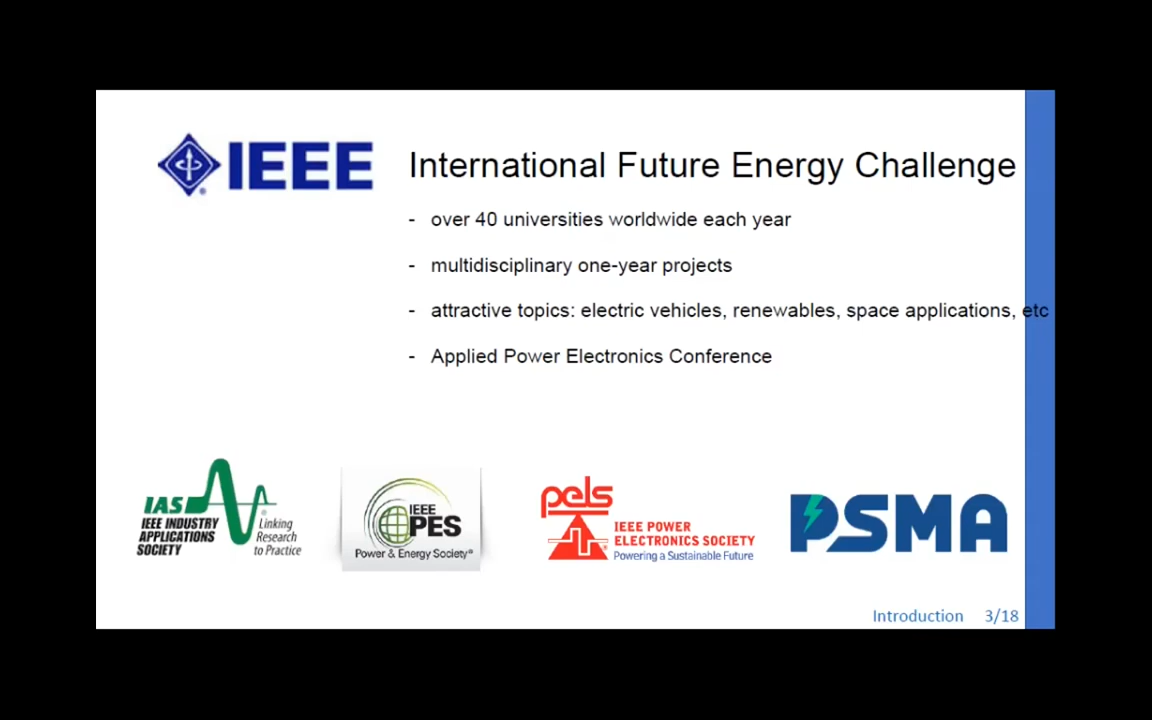 IEEE
International Future Energy Challenge
- over 40 universities worldwide each year
- multidisciplinary one-year projects
- attractive topics: electric vehicles, renewables, space applications, etc
- Applied Power Electronics Conference
IAS
IEEE INDUSTRY
APPLICATIONS
SOCIETY
Linking
Research
to Practice
IEEE
PES
Power & Energy Society®
pels
IEEE POWER
ELECTRONICS SOCIETY
Powering a Sustainable Future
PSMA
Introduction 3/18